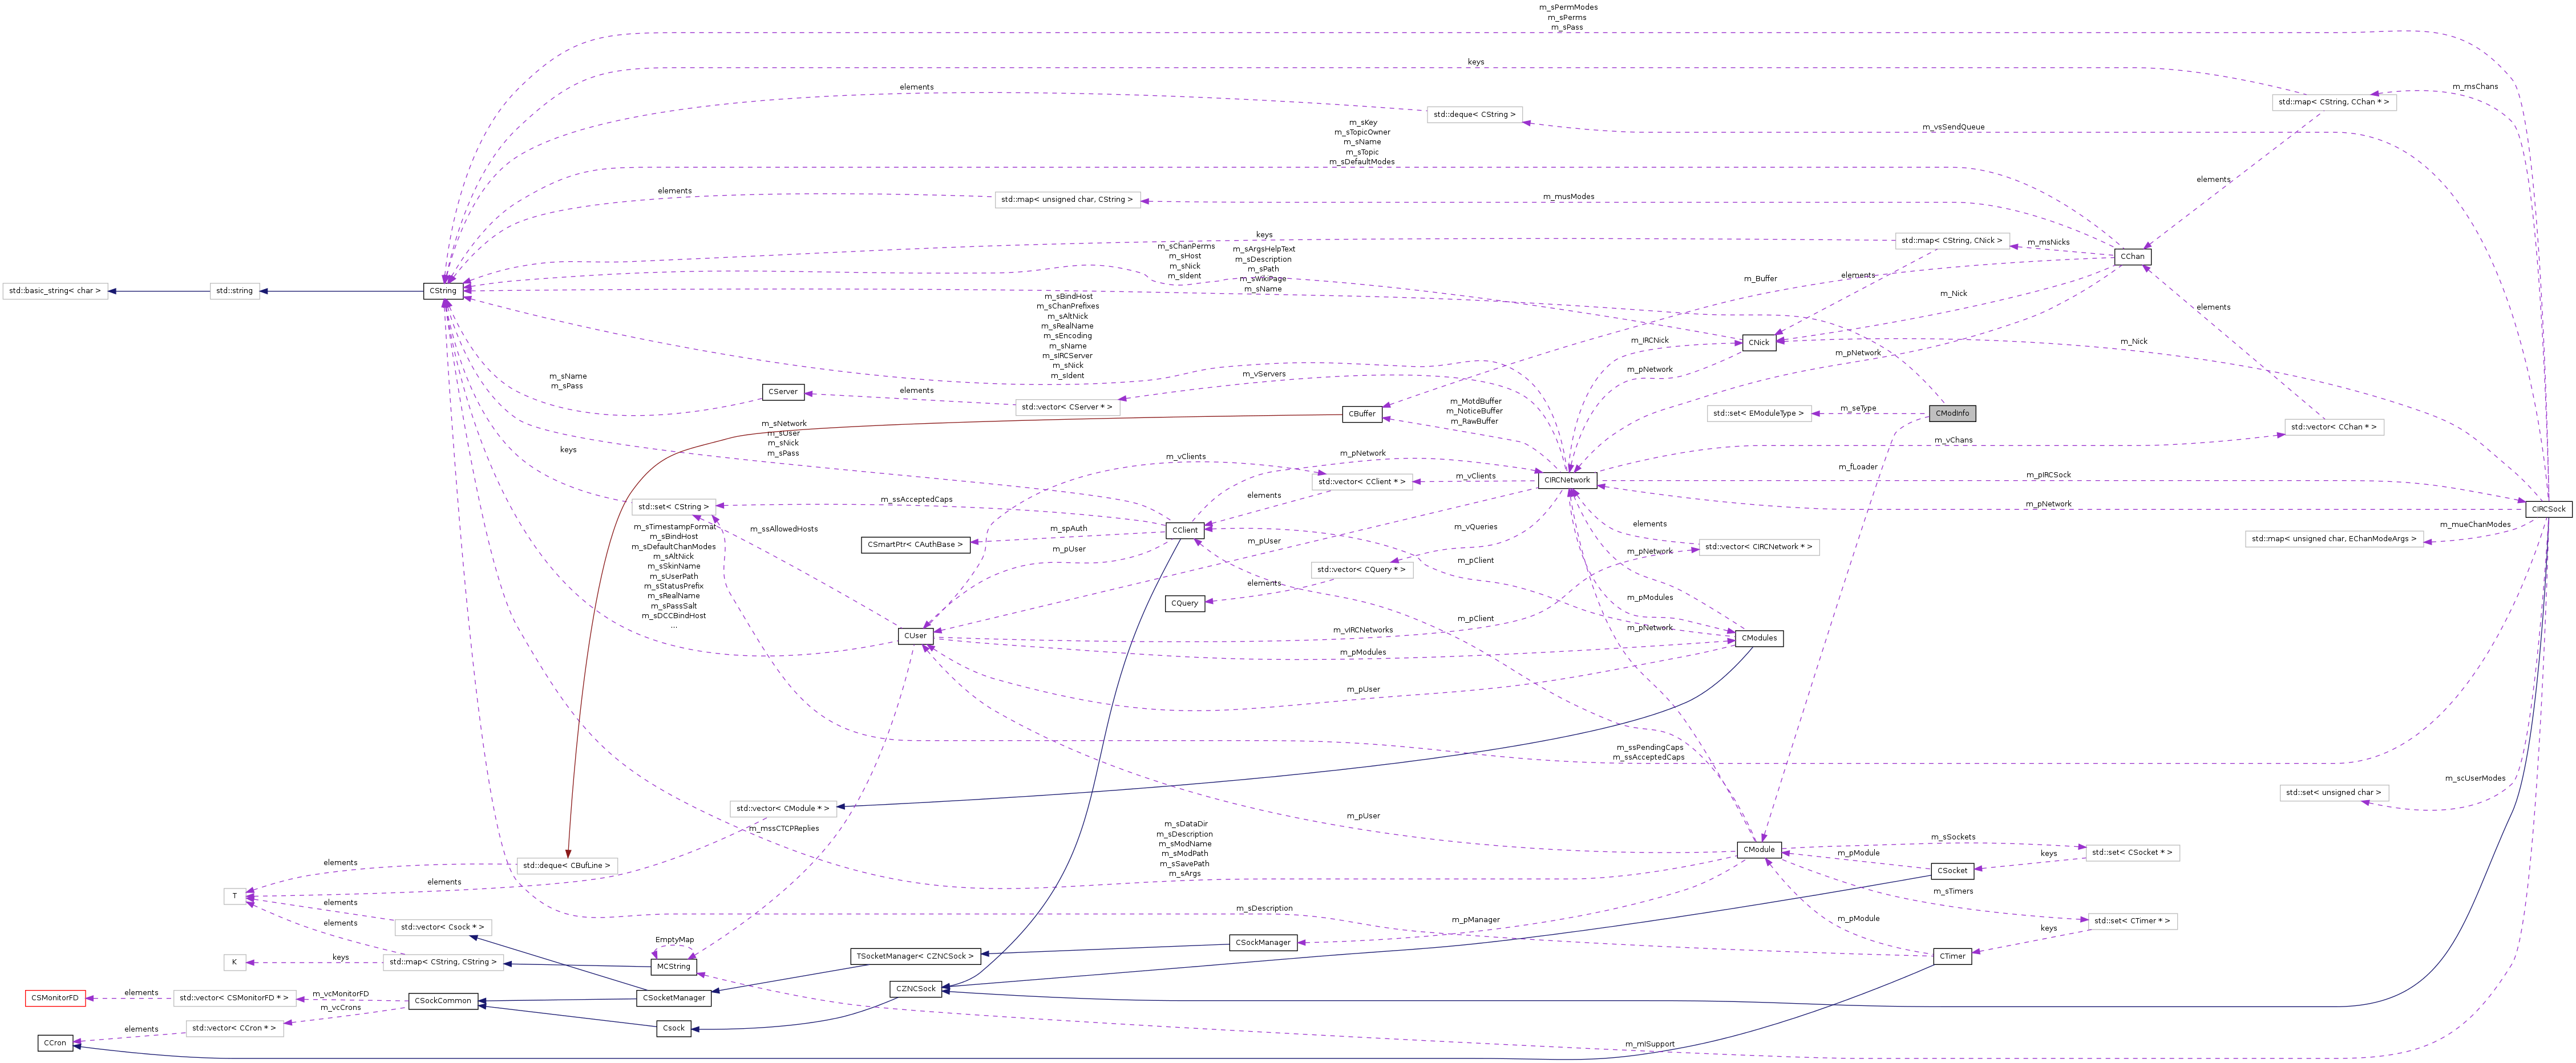 m_sPermModes
m_sPerms
m_sPass
keys
m_msChans
elements
std::map< CString, CChan * >
std::deque< CString >
m_vsSendQueue
m_sKey
m_sTopicOwner
m_sName
m_sTopic
m_sDefaultModes
elements
elements
std::map< unsigned char, CString >
m_musModes
keys
std::map< CString, CNick >
m_msNicks
CChan
m_sChanPerms
m_sHost
m_sNick
m_sIdent
m_sArgsHelpText
m_sDescription
m_sPath
m_sWikiPage
m_sName
m_Buffer
elements
std::basic_string< char >
std::string
CString
m_Nick
elements
m_sBindHost
m_sChanPrefixes
m_sAltNick
m_sRealName
m_sEncoding
m_sName
m_sIRCServer
m_sNick
m_sIdent
m_IRCNick
CNick
m_pNetwork
m_Nick
m_pNetwork
m_sName
m_sPass
CServer
elements
std::vector< CServer * >
m_vServers
CBuffer
m_MotdBuffer
m_NoticeBuffer
m_RawBuffer
std::set< EModuleType >
m_seType
CModInfo
std::vector< CChan * >
m_sNetwork
m_sUser
m_sNick
m_sPass
keys
m_vChans
m_fLoader
m_vClients
m_pNetwork
std::vector< CClient * >
m_vClients
CIRCNetwork
m_pIRCSock
m_ssAcceptedCaps
elements
std::set< CString >
m_pNetwork
CIRCSock
m_ssAllowedHosts
m_spAuth
CClient
m_vQueries
elements
m_mueChanModes
m_sTimestampFormat
m_sBindHost
m_sDefaultChanModes
m_sAltNick
m_sSkinName
m_sUserPath
m_sStatusPrefix
m_sRealName
m_sPassSalt
m_sDCCBindHost
...
CSmartPtr< CAuthBase >
m_pUser
m_pUser
m_pNetwork
std::vector< CIRCNetwork * >
std::map< unsigned char, EChanModeArgs >
m_pClient
std::vector< CQuery * >
elements
CQuery
m_pModules
m_pClient
m_pNetwork
CUser
m_vIRCNetworks
CModules
m_pModules
m_pUser
m_ssPendingCaps
m_ssAcceptedCaps
m_scUserModes
std::set< unsigned char >
std::vector< CModule * >
m_mssCTCPReplies
m_pUser
m_sDataDir
m_sDescription
m_sModName
m_sModPath
m_sSavePath
m_sArgs
m_sSockets
CModule
std::set< CSocket * >
m_pModule
keys
CSocket
elements
std::deque< CBufLine >
elements
T
m_sTimers
elements
m_sDescription
m_pManager
m_pModule
std::set< CTimer * >
elements
std::vector< Csock * >
keys
EmptyMap
CSockManager
TSocketManager< CZNCSock >
CTimer
K
keys
std::map< CString, CString >
MCString
CZNCSock
CSMonitorFD
elements
std::vector< CSMonitorFD * >
m_vcMonitorFD
CSockCommon
CSocketManager
m_vcCrons
elements
std::vector< CCron * >
Csock
CCron
m_mISupport